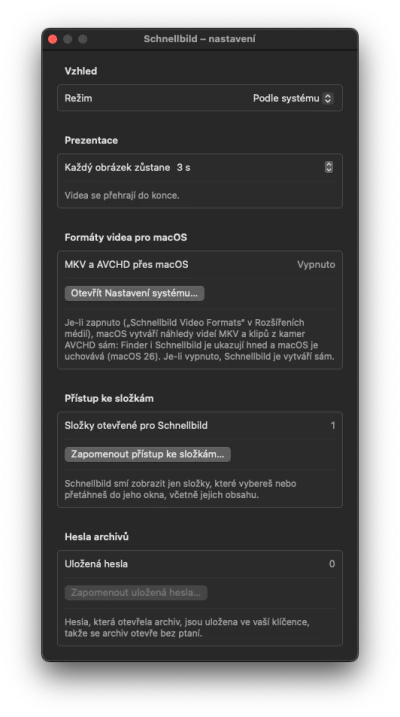 Schnellbild – nastavení
Vzhled
Režim
Podle systému
Prezentace
Každý obrázek zůstane 3 s
Videa se přehrají do konce.
Formáty videa pro macOS
MKV a AVCHD přes macOS
Vypnuto
Otevřít Nastavení systému…
Je-li zapnuto („Schnellbild Video Formats“ v Rozšířeních
médií), macOS vytváří náhledy videí MKV a klipů z kamer
AVCHD sám: Finder i Schnellbild je ukazují hned a macOS je
uchovává (macOS 26). Je-li vypnuto, Schnellbild je vytváří sám.
Přístup ke složkám
Složky otevřené pro Schnellbild
1
Zapomenout přístup ke složkám…
Schnellbild smí zobrazit jen složky, které vybereš nebo
přetáhneš do jeho okna, včetně jejich obsahu.
Hesla archivů
Uložená hesla
0
Zapomenout uložená hesla…
Hesla, která otevřela archiv, jsou uložena ve vaší klíčence,
takže se archiv otevře bez ptaní.